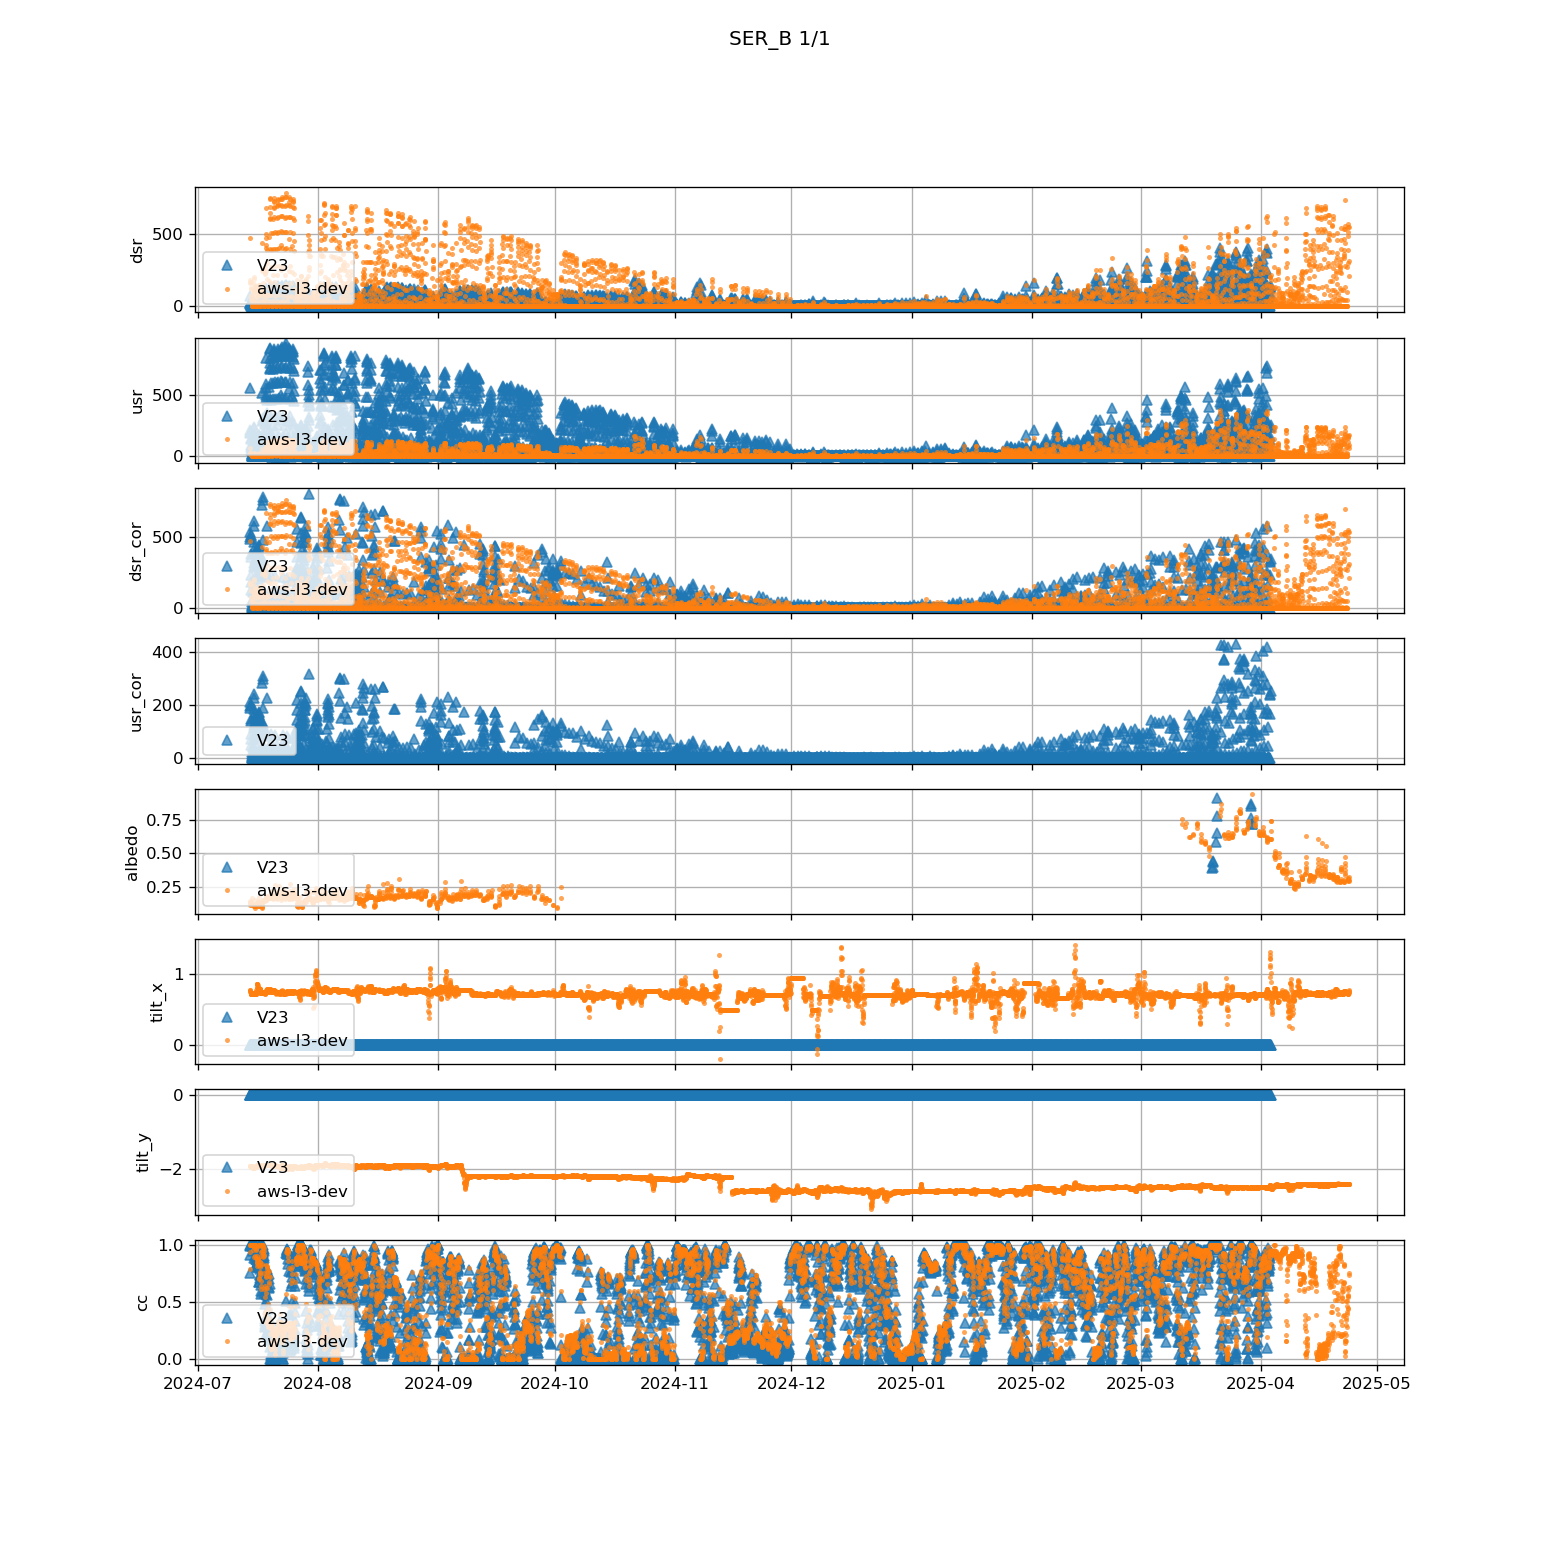 SER_B 1/1
500
0
dsr
V23
aws-l3-dev
500
0
usr
V23
aws-l3-dev
500
0
dsr_cor
V23
aws-l3-dev
400
200
0
usr_cor
V23
0.75
0.50
0.25
albedo
V23
aws-l3-dev
1
0
tilt_x
V23
aws-l3-dev
0
−2
tilt_y
V23
aws-l3-dev
1.0
0.5
0.0
cc
V23
aws-l3-dev
2024-07 2024-08 2024-09 2024-10 2024-11 2024-12 2025-01 2025-02 2025-03 2025-04 2025-05